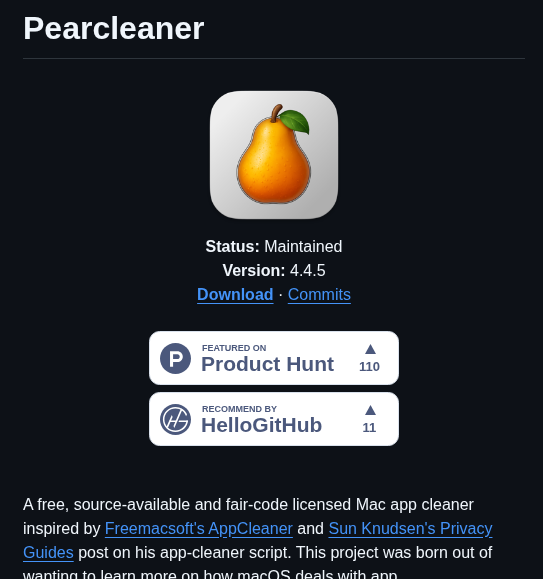 Pearcleaner
Status: Maintained
Version: 4.4.5
Download · Commits
FEATURED ON
Product Hunt
110
RECOMMEND BY
HelloGitHub
11
A free, source-available and fair-code licensed Mac app cleaner
inspired by Freemacsoft's AppCleaner and Sun Knudsen's Privacy
Guides post on his app-cleaner script. This project was born out of
wanting to learn more on how macOS deals with app